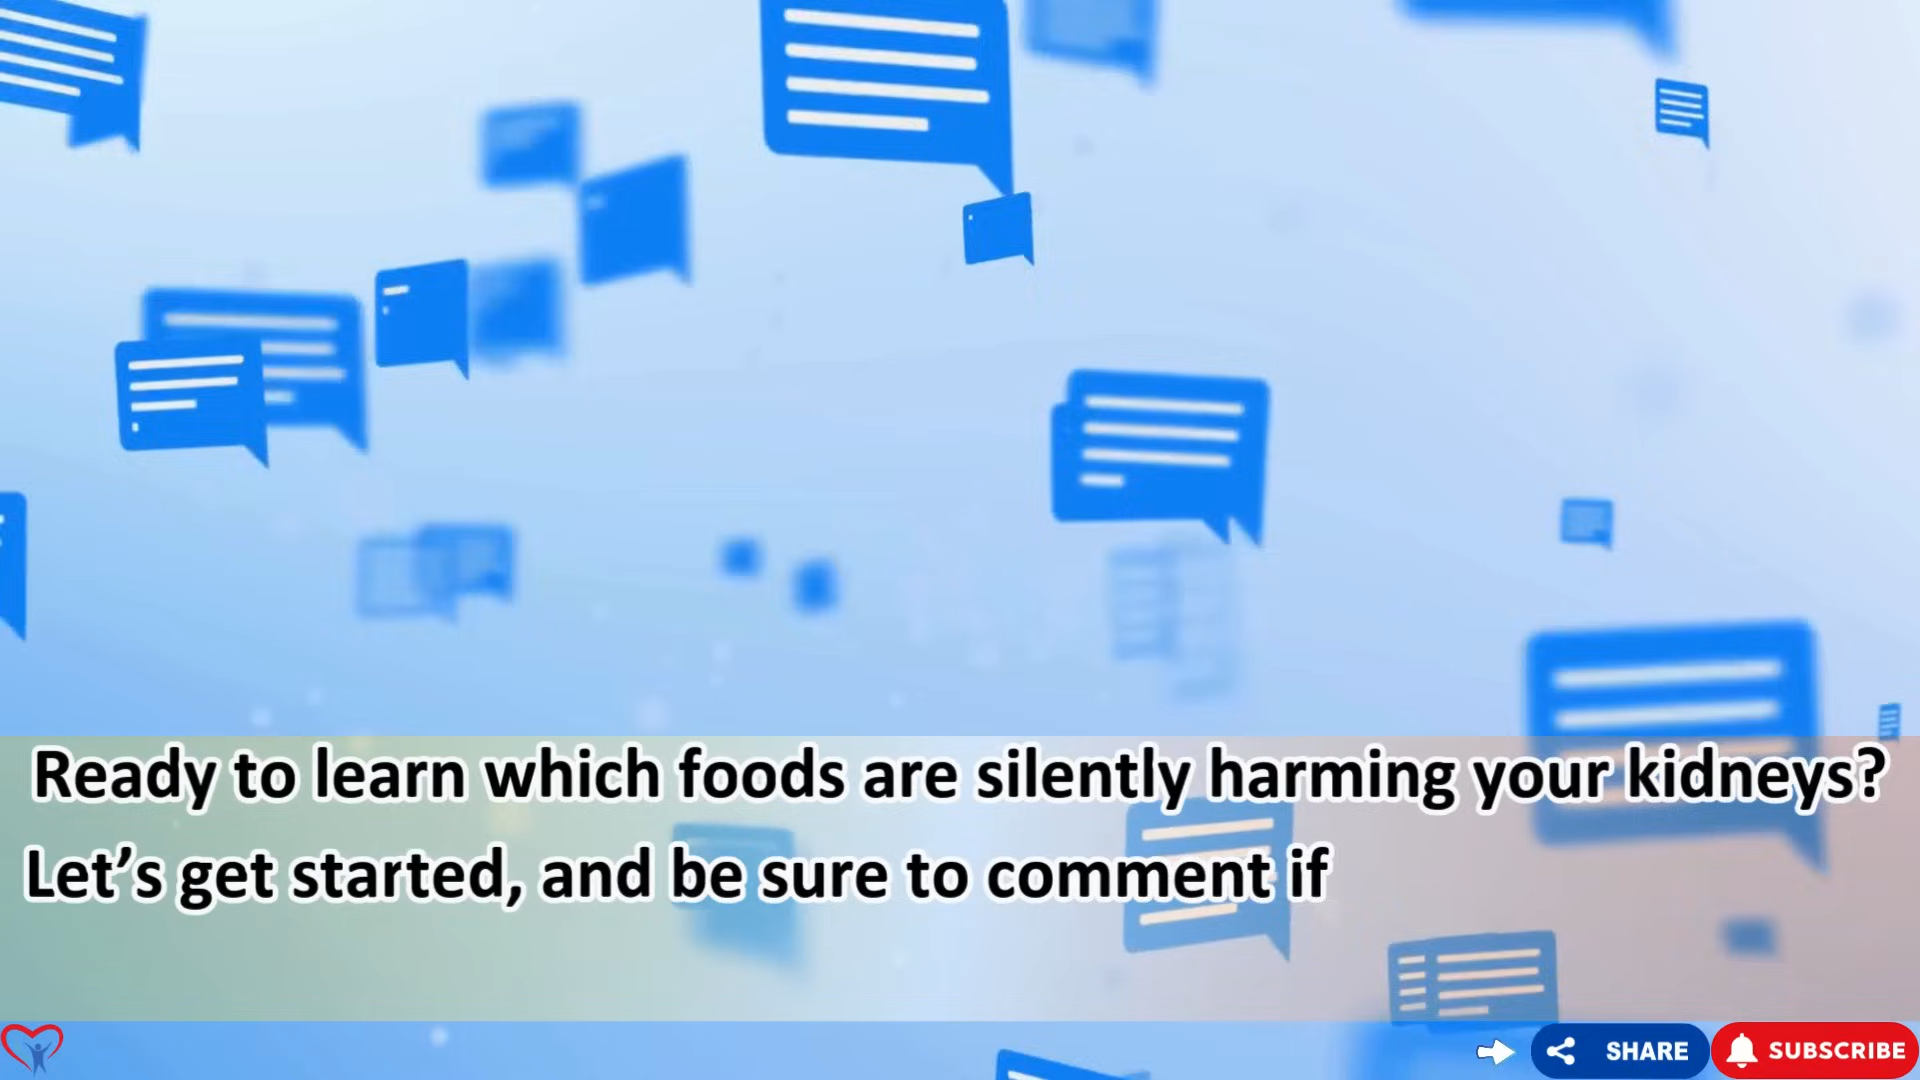 Ready to learn which foods are silently harming your kidneys?
Let’s get started, and be sure to comment if
SHARE
SUBSCRIBE